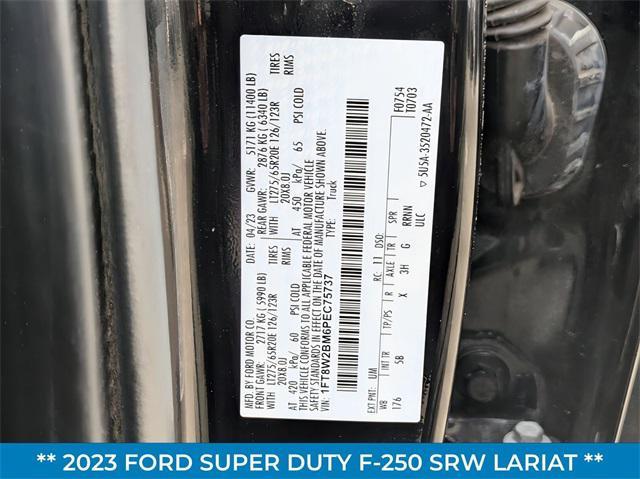 MFD. BY FORD MOTOR CO.
DATE: 04/23 GVWR: 5171 KG (11400 LB)
FRONT GAWR: 2717 KG (5990 LB) REAR GAWR: 2876 KG (6340 LB)
WITH LT275/65R20E 126/123R TIRES WITH LT275/65R20E 126/123R TIRES
20X8.0J RIMS 20X8.0J RIMS
AT 420 kPa/ 60 PSI COLD AT 450 kPa/ 65 PSI COLD
THIS VEHICLE CONFORMS TO ALL APPLICABLE FEDERAL MOTOR VEHICLE
SAFETY STANDARDS IN EFFECT ON THE DATE OF MANUFACTURE SHOWN ABOVE.
VIN: 1FT8W2BM6PEC75737 TYPE: Truck
F0754
T0703
EXT PNT: UM RC: 11 DSO:
WB INT TR TP/PS R AXLE TR SPR
176 5B X 3H G RRNN
ULC
▽ 5U5A-3520472-AA
** 2023 FORD SUPER DUTY F-250 SRW LARIAT **